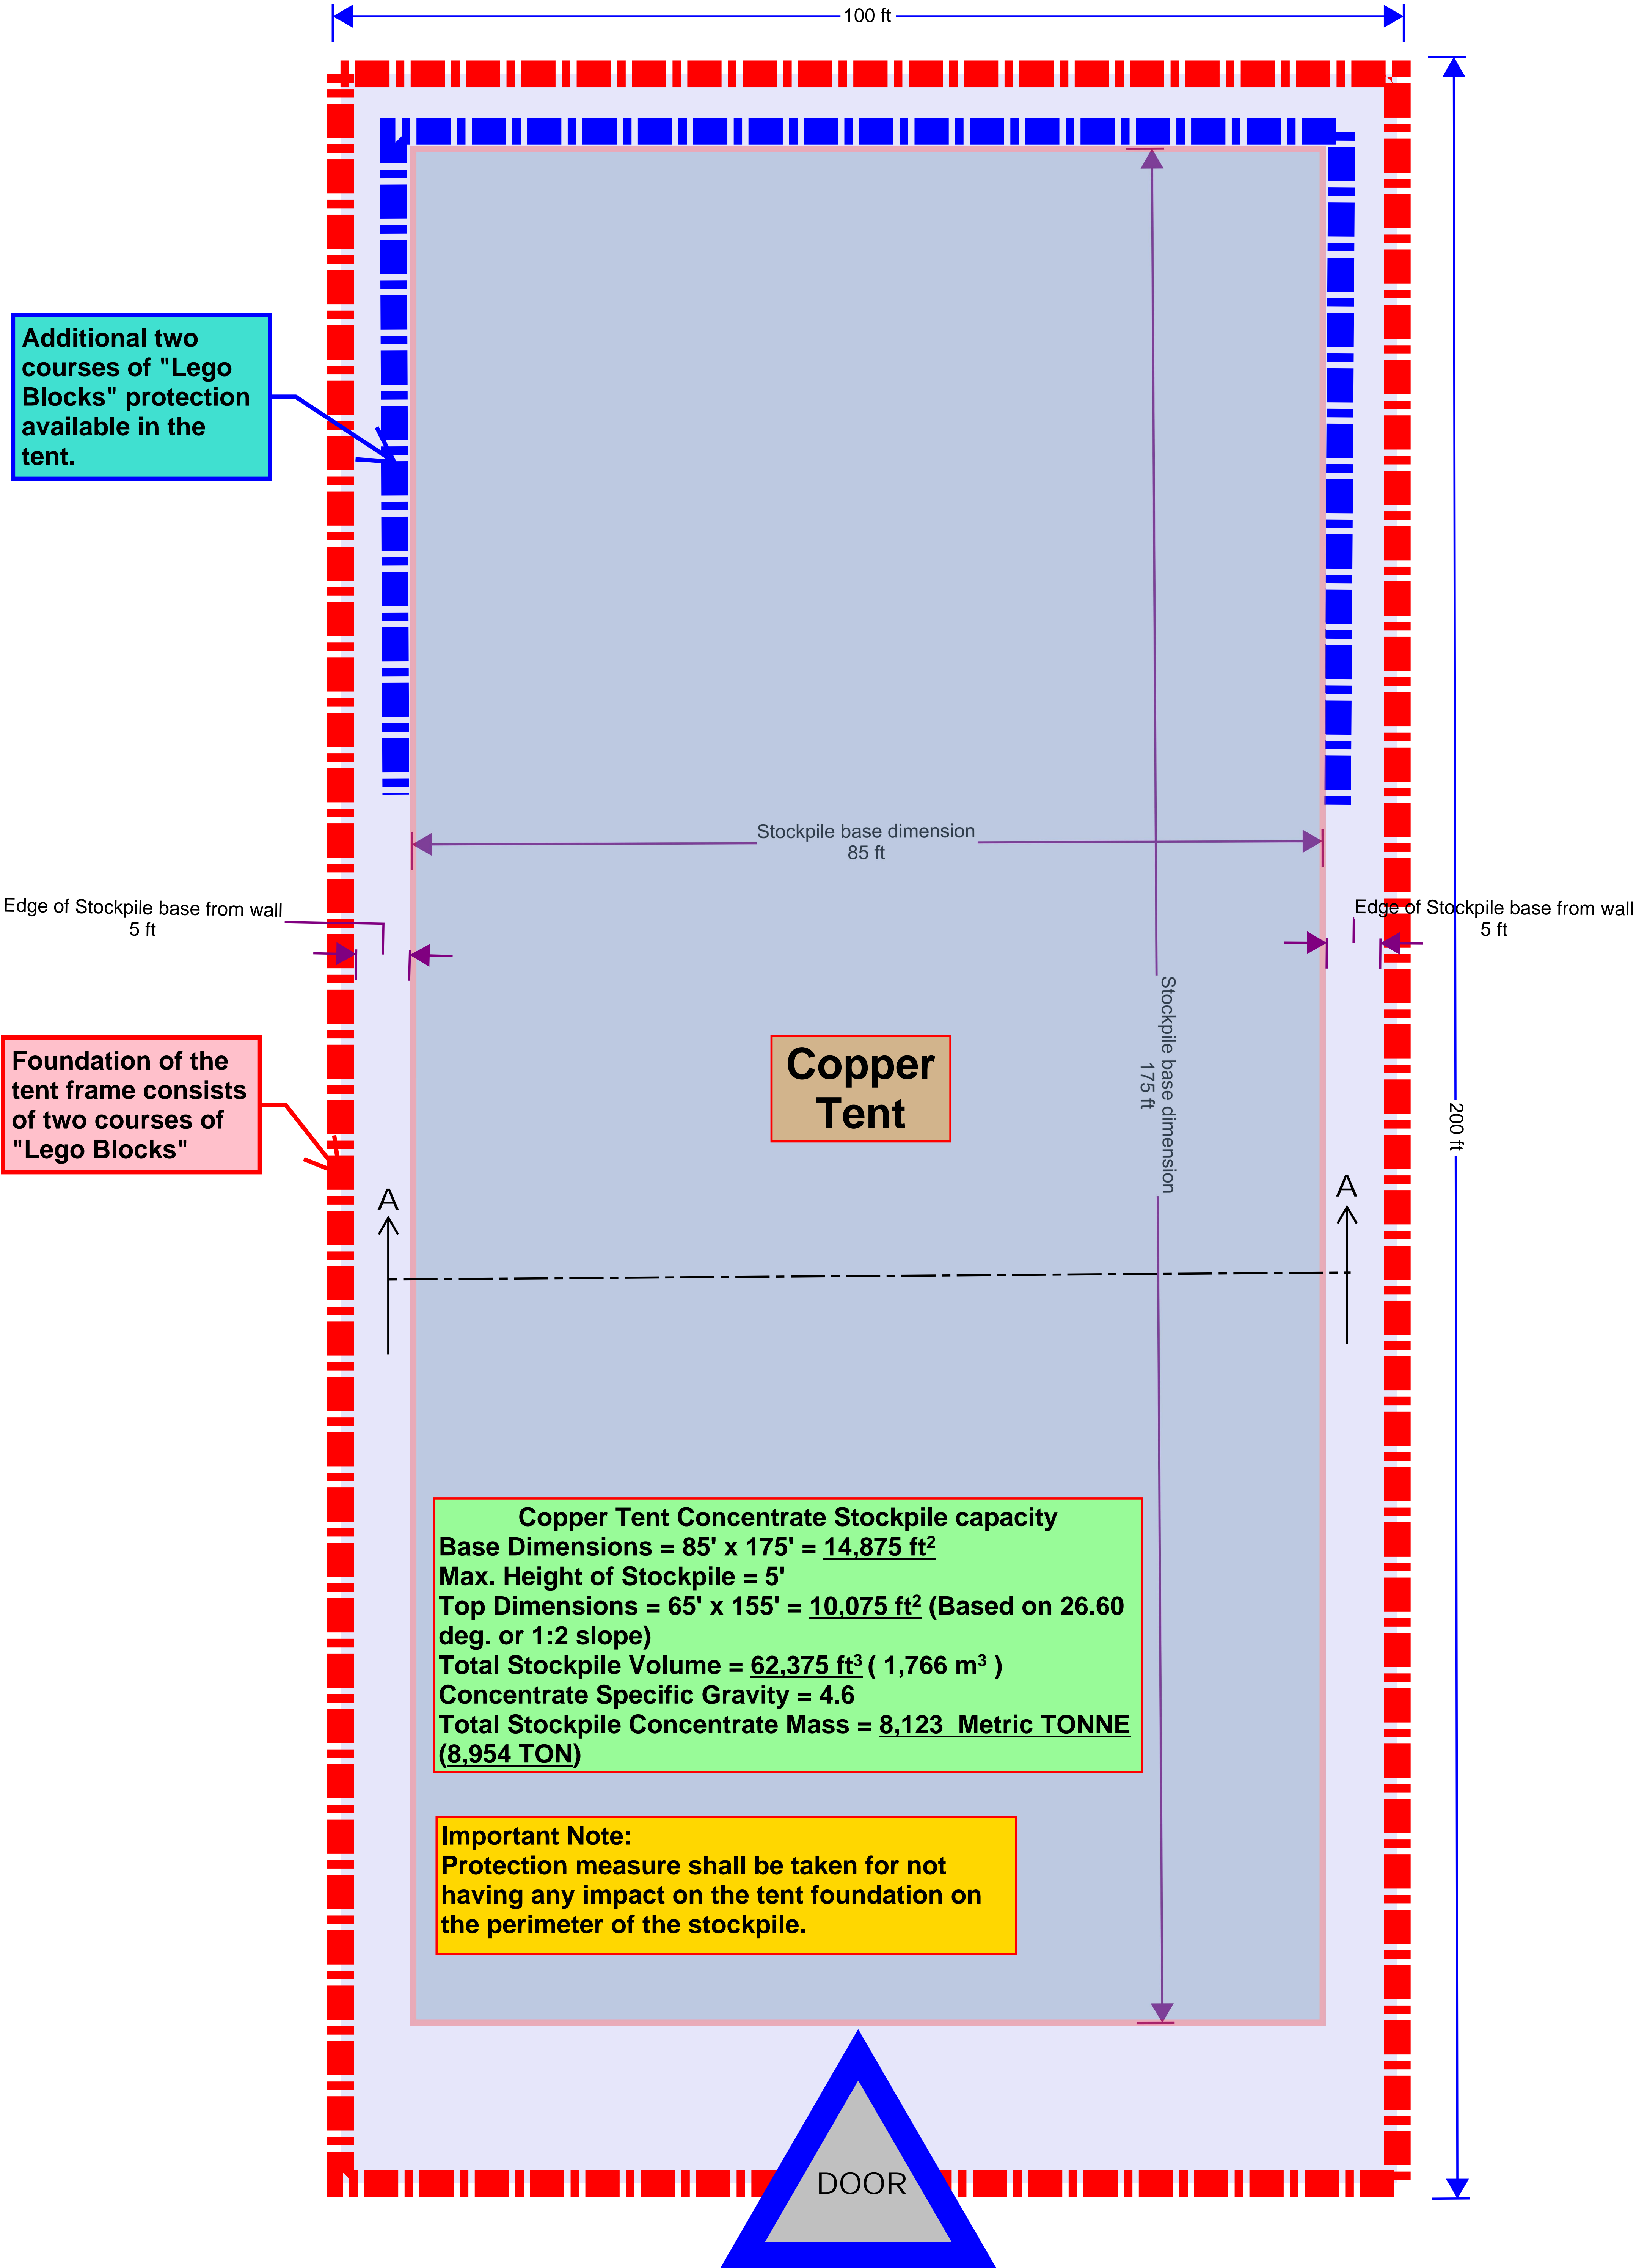 100 ft
Additional two
courses of "Lego
Blocks" protection
available in the
tent.
Stockpile base dimension
85 ft
Edge of Stockpile base from wall
5 ft
Edge of Stockpile base from wall
5 ft
Stockpile base dimension
175 ft
200 ft
Foundation of the
tent frame consists
of two courses of
"Lego Blocks"
Copper
Tent
A
A
Copper Tent Concentrate Stockpile capacity
Base Dimensions = 85' x 175' = 14,875 ft²
Max. Height of Stockpile = 5'
Top Dimensions = 65' x 155' = 10,075 ft² (Based on 26.60
deg. or 1:2 slope)
Total Stockpile Volume = 62,375 ft³ ( 1,766 m³ )
Concentrate Specific Gravity = 4.6
Total Stockpile Concentrate Mass = 8,123 Metric TONNE
(8,954 TON)
Important Note:
Protection measure shall be taken for not
having any impact on the tent foundation on
the perimeter of the stockpile.
DOOR